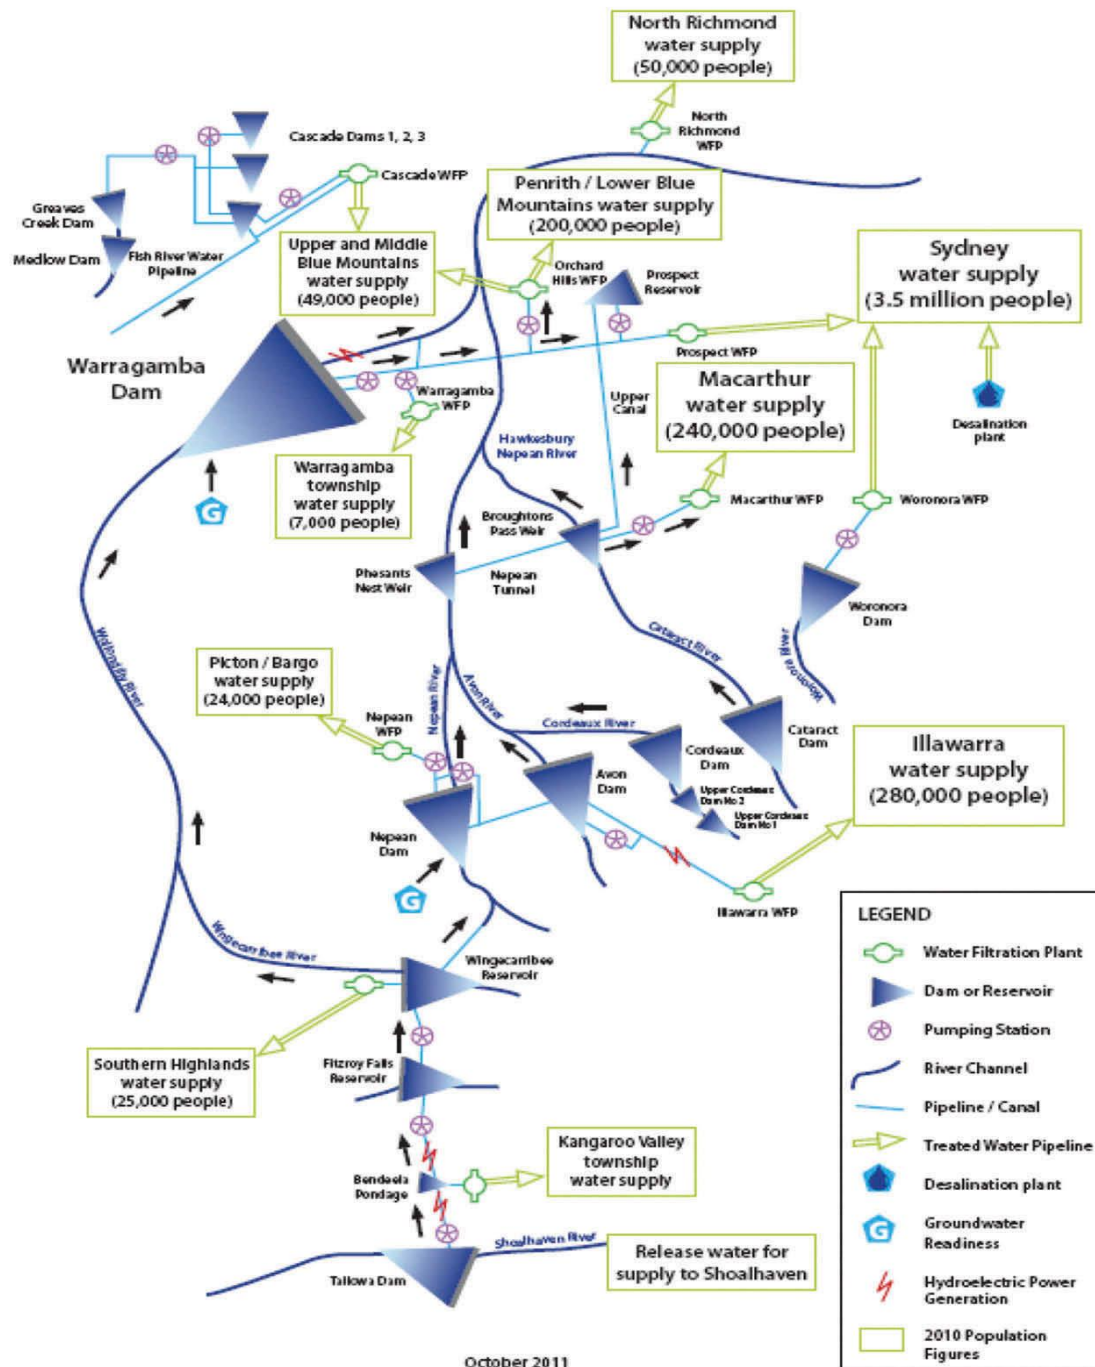 North Richmond
water supply
(50,000 people)
North
Richmond
WFP
Cascade Dams 1, 2, 3
Cascade WFP
Greaves
Creek Dam
Medlow Dam
Fish River Water
Pipeline
Upper and Middle
Blue Mountains
water supply
(49,000 people)
Penrith / Lower Blue
Mountains water supply
(200,000 people)
Orchard
Hills WFP
Prospect
Reservoir
Sydney
water supply
(3.5 million people)
Prospect WFP
Warragamba
Dam
Warragamba
WFP
Upper
Canal
Macarthur
water supply
(240,000 people)
Desalination
plant
Hawkesbury
Nepean River
Warragamba
township
water supply
(7,000 people)
G
Macarthur WFP
Woronora WFP
Broughtons
Pass Weir
Phesants
Nest Weir
Nepean
Tunnel
Woronora
Dam
Woronora River
Wollondilly River
Cataract River
Picton / Bargo
water supply
(24,000 people)
Nepean
WFP
Nepean River
Avon River
Cordeaux River
Cordeaux
Dam
Cataract
Dam
Avon
Dam
Upper Cordeaux
Dam No 2
Upper Cordeaux
Dam No 1
Illawarra
water supply
(280,000 people)
Nepean
Dam
G
Illawarra WFP
Wingecarribee River
Wingecarribee
Reservoir
Southern Highlands
water supply
(25,000 people)
Fitzroy Falls
Reservoir
Kangaroo Valley
township
water supply
Bendeela
Pondage
Shoalhaven River
Tallowa Dam
Release water for
supply to Shoalhaven
LEGEND
Water Filtration Plant
Dam or Reservoir
Pumping Station
River Channel
Pipeline / Canal
Treated Water Pipeline
Desalination plant
G
Groundwater
Readiness
Hydroelectric Power
Generation
2010 Population
Figures
October 2011